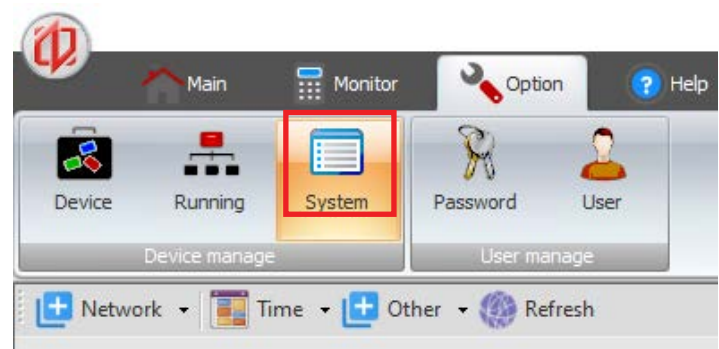 Main Monitor Option ? Help
Device Running System Password User
Device manage User manage
Network Time Other Refresh